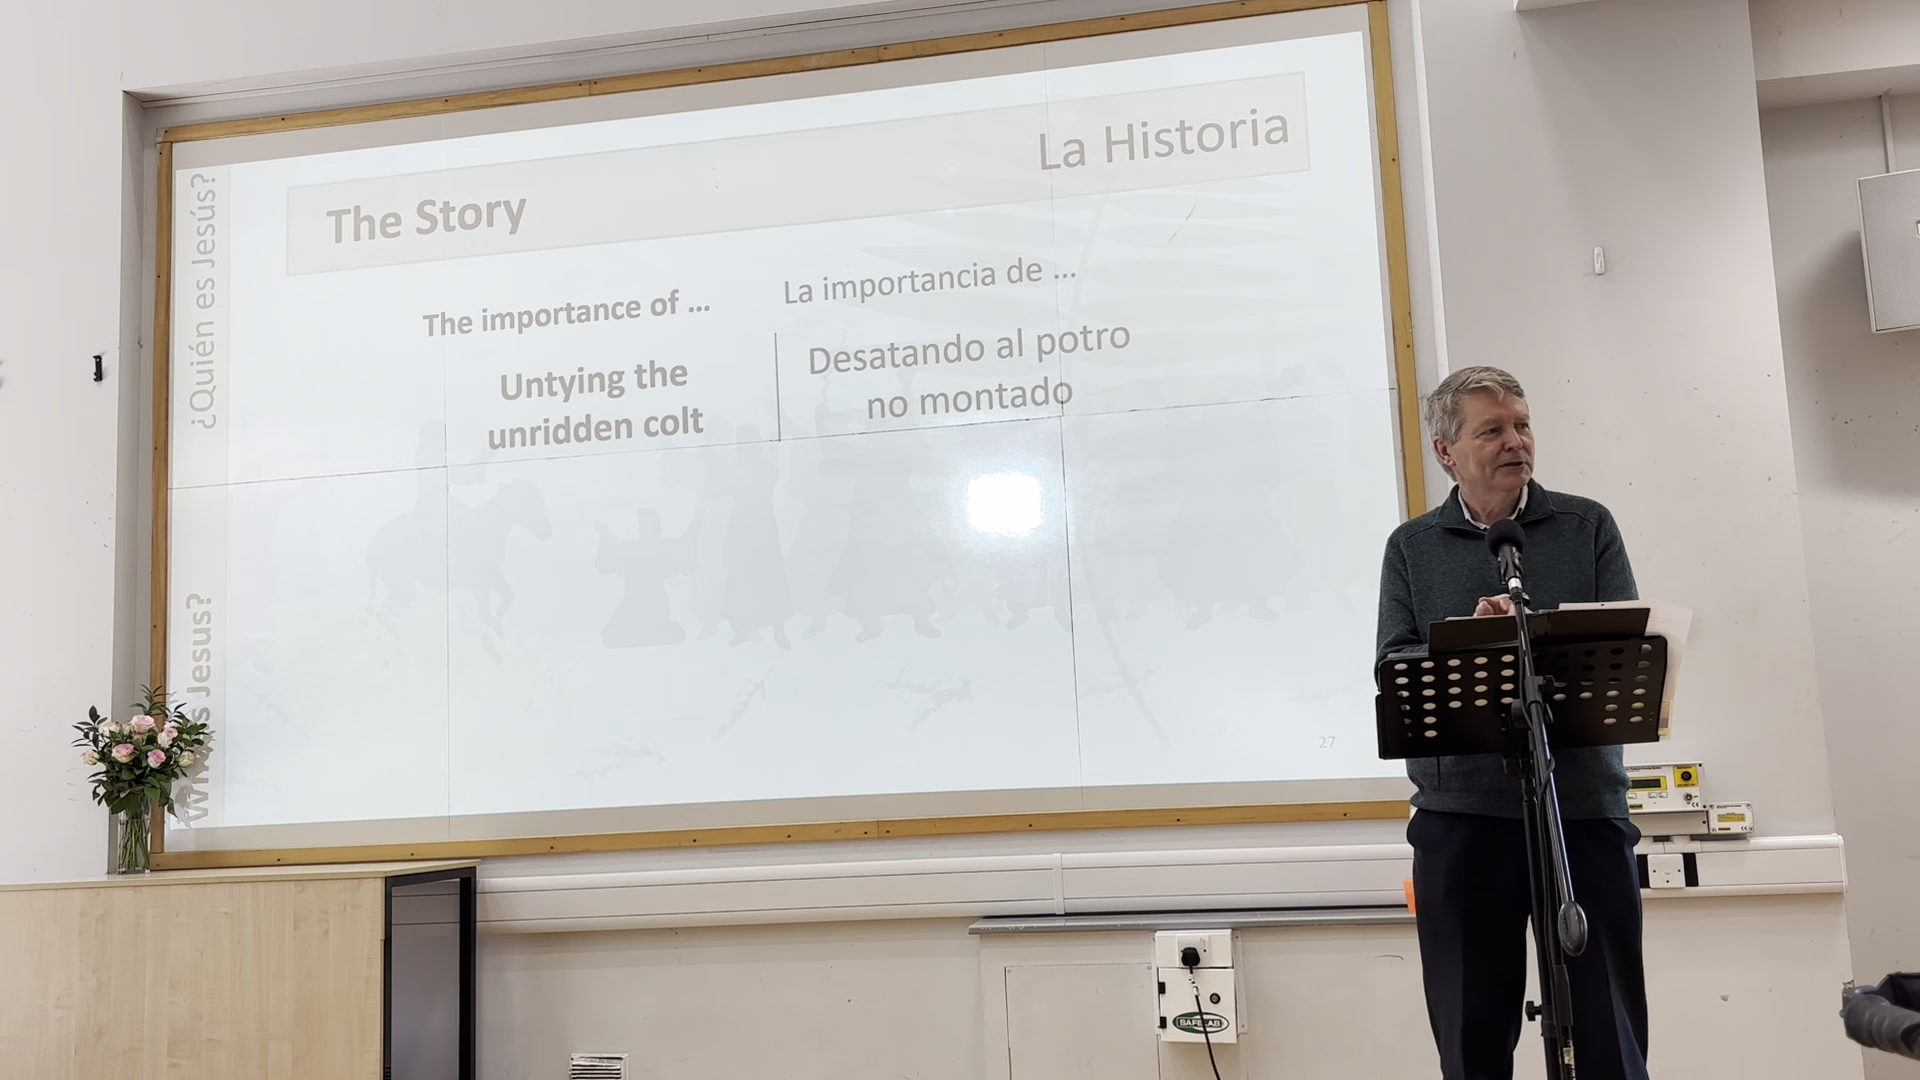 ¿Quién es Jesús?
Jesus?
The Story
La Historia
The importance of ...
La importancia de ...
Untying the
unridden colt
Desatando al potro
no montado
27
SAFELAB